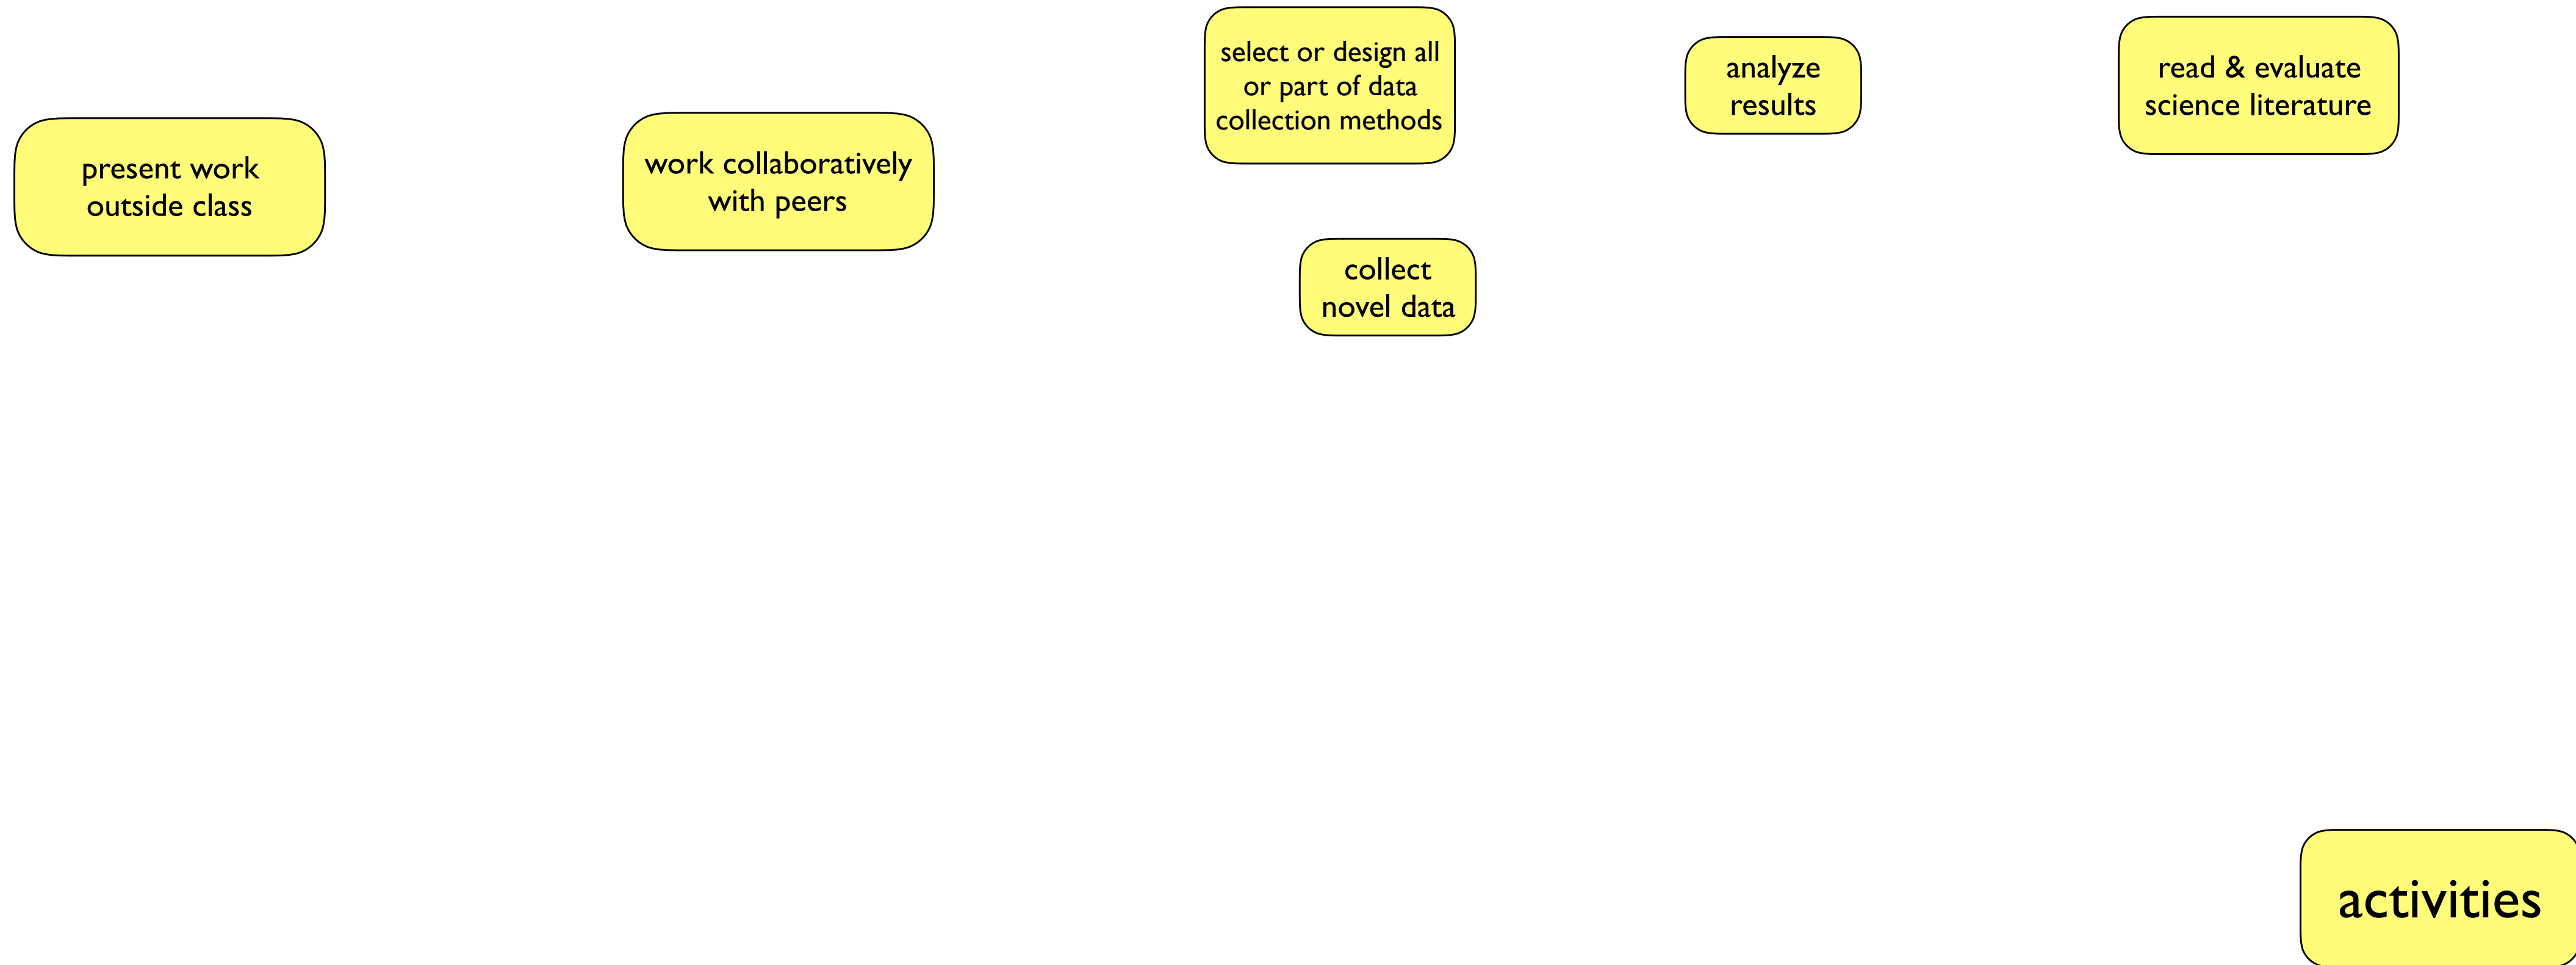 present work
outside class
work collaboratively
with peers
select or design all
or part of data
collection methods
collect
novel data
analyze
results
read & evaluate
science literature
activities